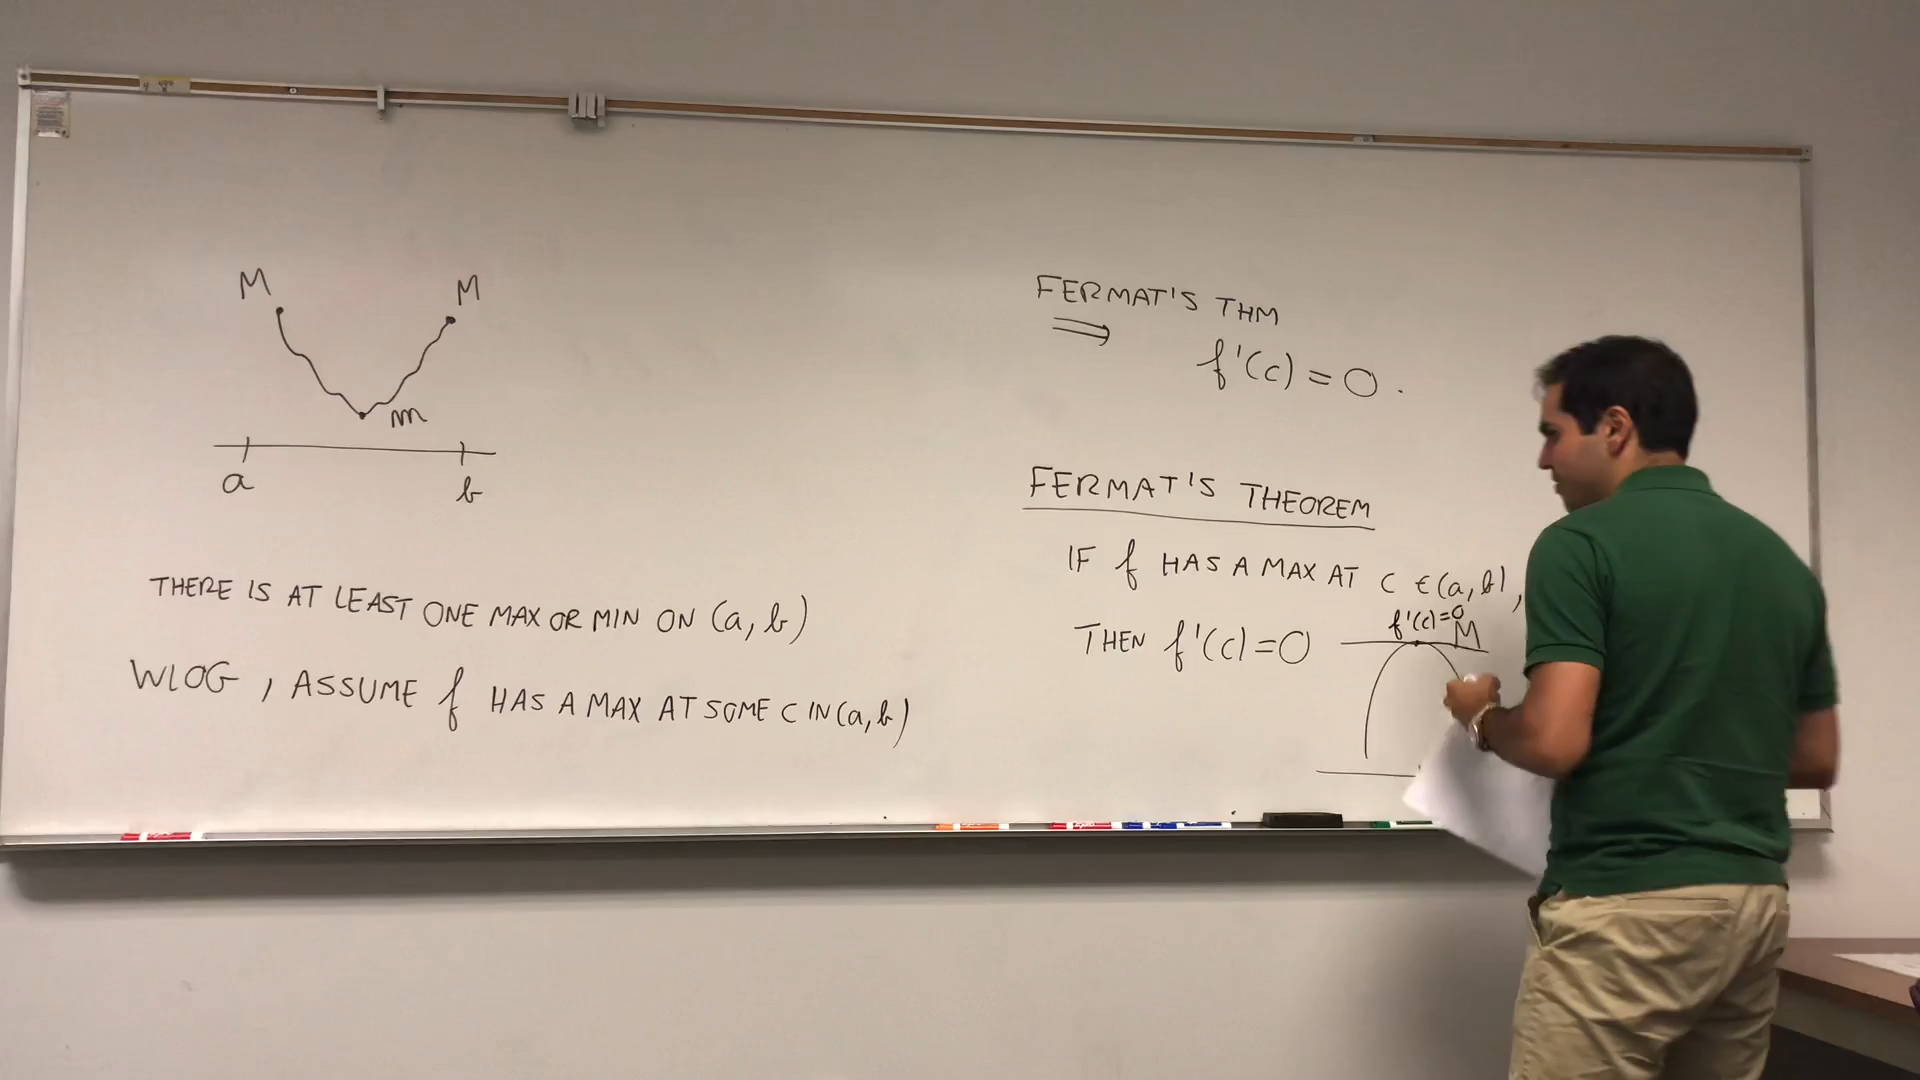 M
M
m
a
b
THERE IS AT LEAST ONE MAX OR MIN ON (a, b)
WLOG, ASSUME f HAS A MAX AT SOME C IN (a, b)
FERMAT'S THM
⟹ f'(c) = 0.
FERMAT'S THEOREM
IF f HAS A MAX AT C ∈ (a, b),
THEN f'(c) = 0
f'(c)=0
M